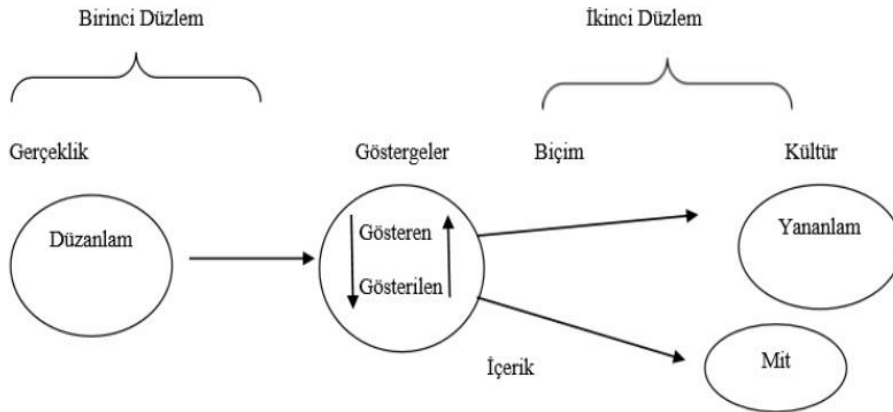 Birinci Düzlem
İkinci Düzlem
Gerçeklik
Göstergeler
Biçim
Kültür
Düzanlam
Gösteren
Gösterilen
Yananlam
İçerik
Mit